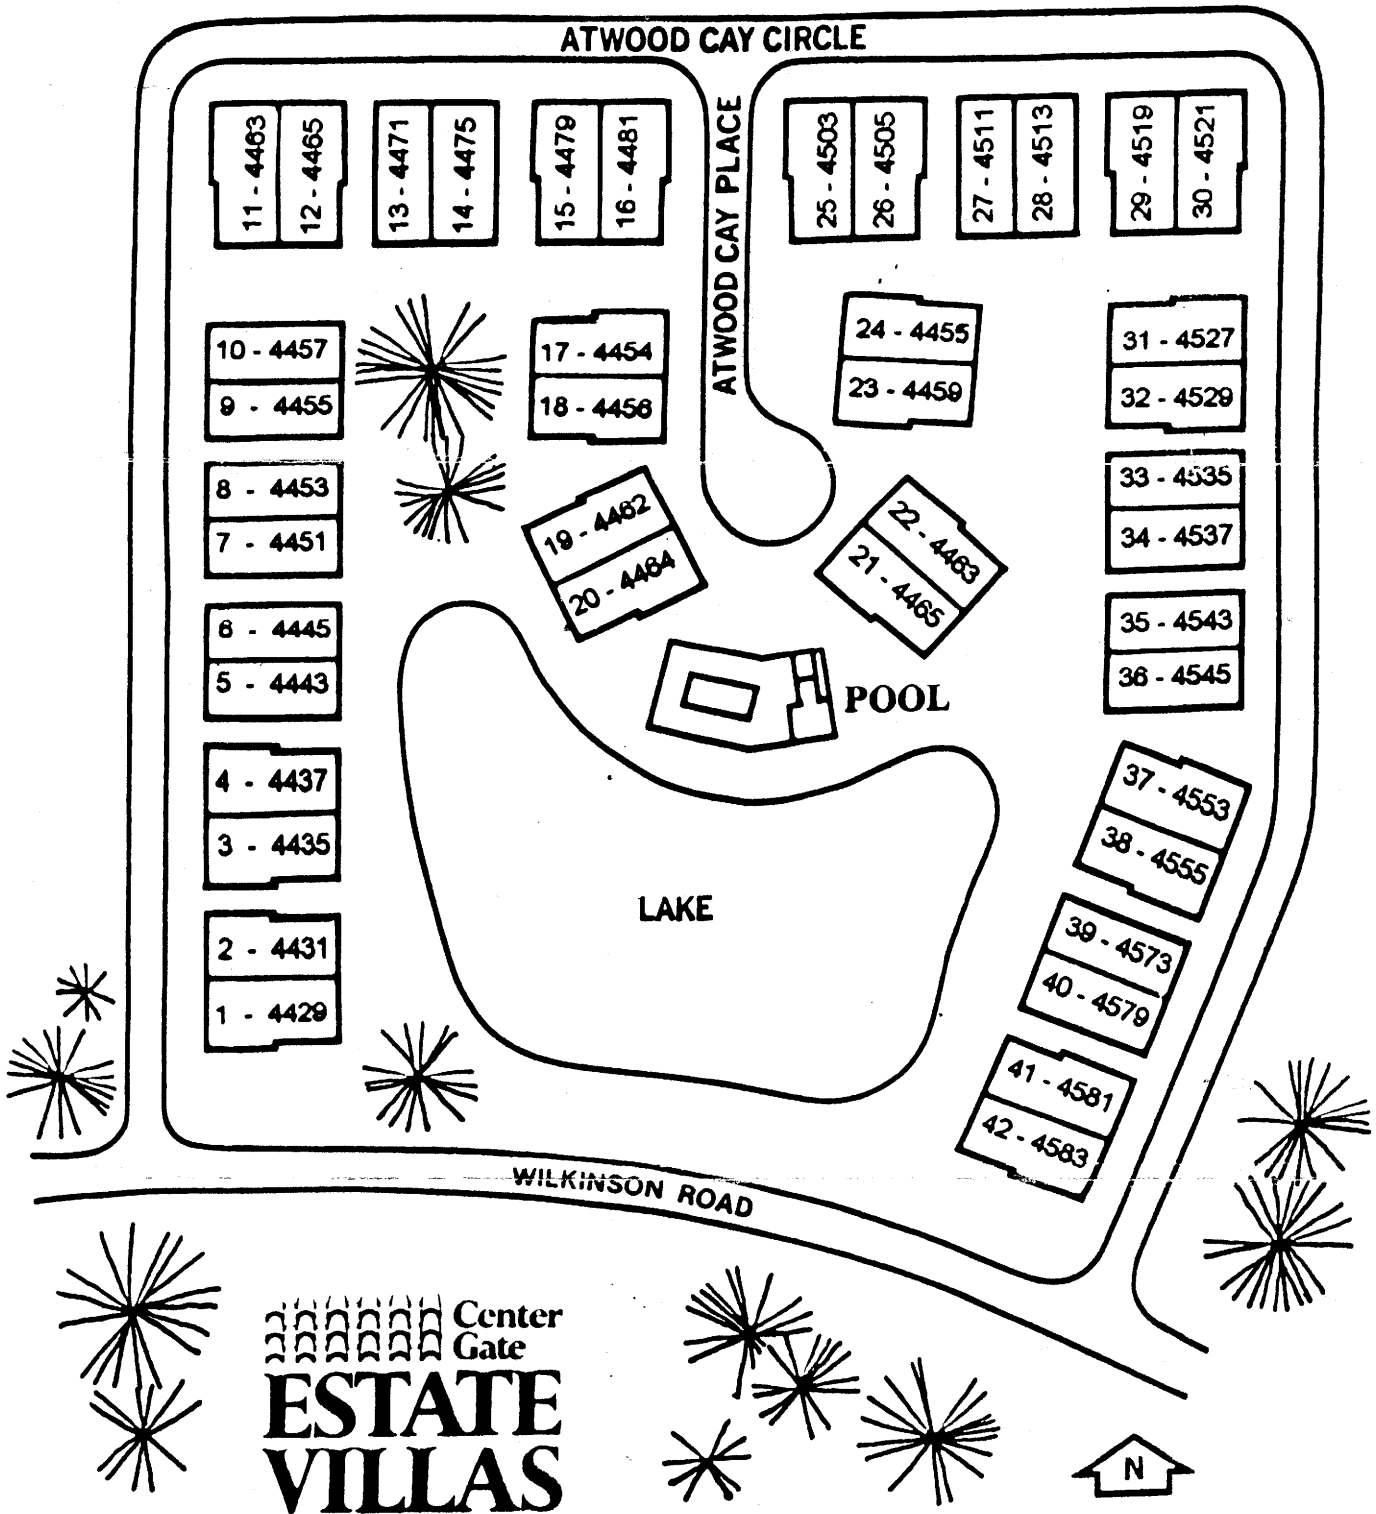 ATWOOD CAY CIRCLE
ATWOOD CAY PLACE
11 - 4463
12 - 4465
13 - 4471
14 - 4475
15 - 4479
16 - 4481
25 - 4503
26 - 4505
27 - 4511
28 - 4513
29 - 4519
30 - 4521
10 - 4457
9 - 4455
17 - 4454
18 - 4456
24 - 4455
23 - 4459
31 - 4527
32 - 4529
8 - 4453
7 - 4451
19 - 4462
20 - 4464
22 - 4463
21 - 4465
33 - 4535
34 - 4537
6 - 4445
5 - 4443
35 - 4543
36 - 4545
POOL
4 - 4437
3 - 4435
37 - 4553
38 - 4555
LAKE
2 - 4431
1 - 4429
39 - 4573
40 - 4579
41 - 4581
42 - 4583
WILKINSON ROAD
Center
Gate
ESTATE
VILLAS
N